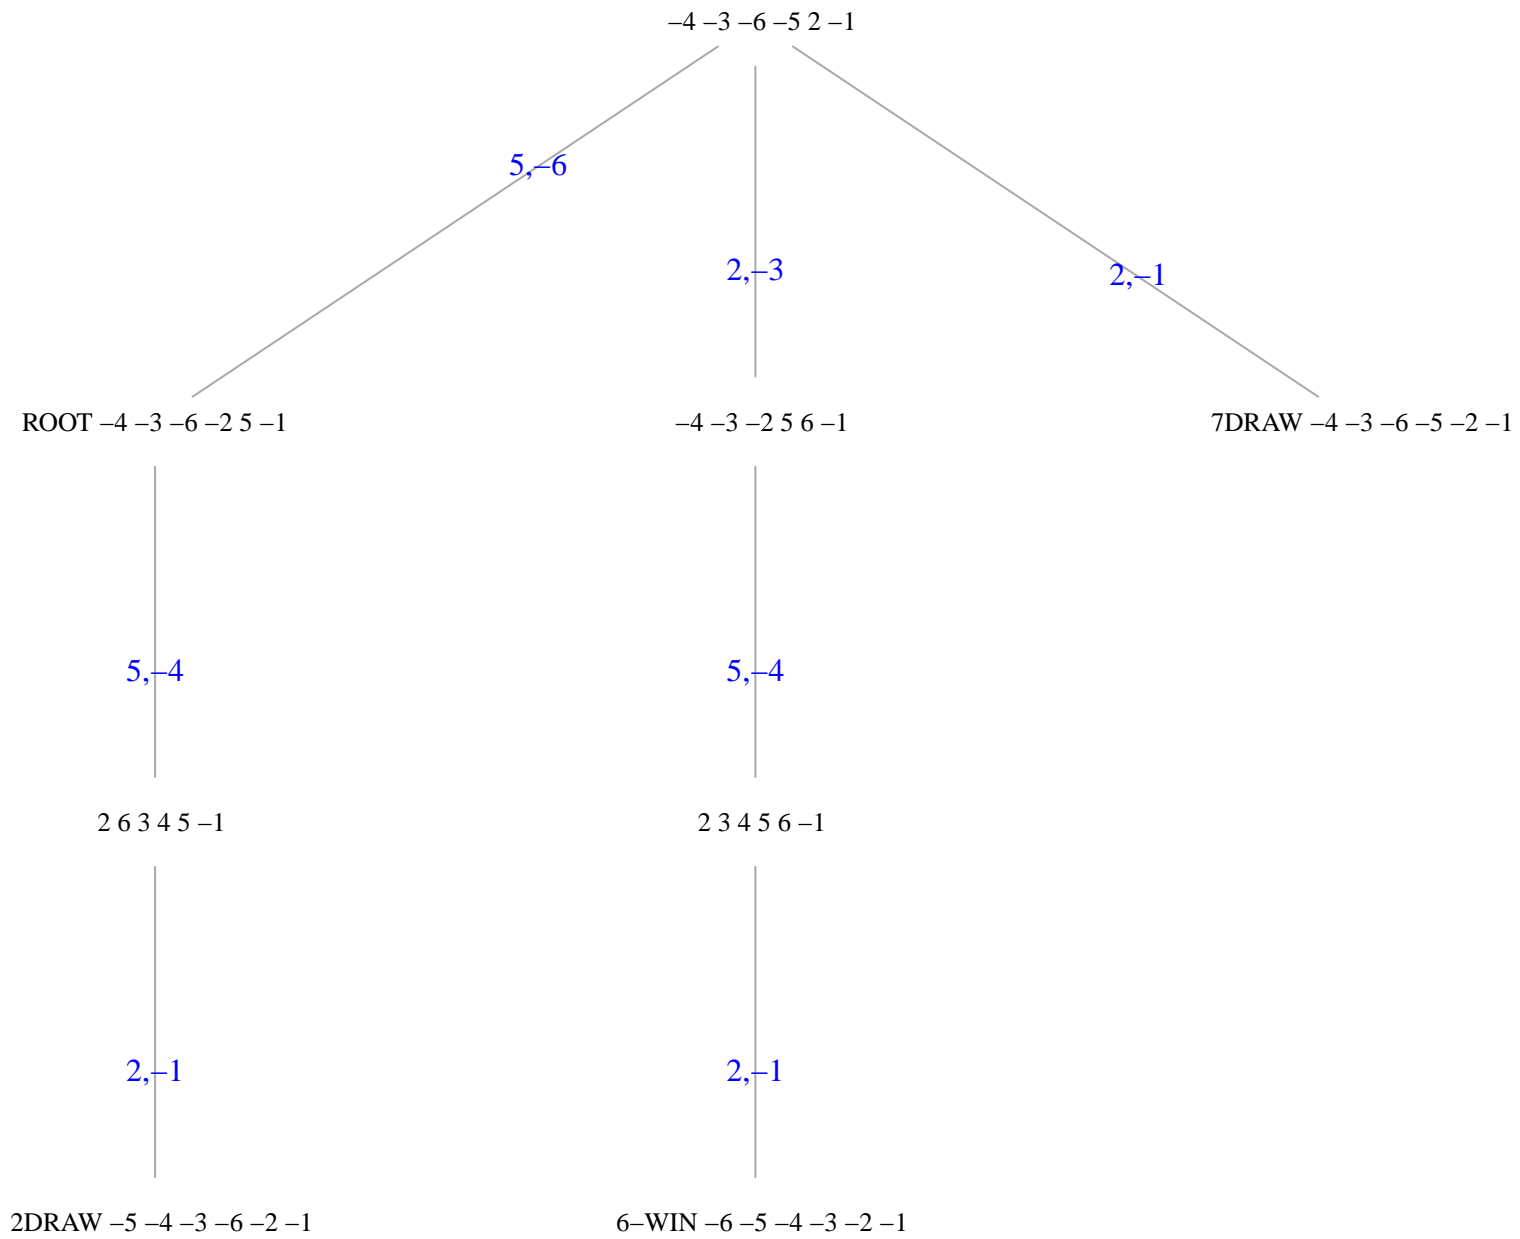 –4 –3 –6 –5 2 –1
5,–6
2,–3
2,–1
ROOT –4 –3 –6 –2 5 –1
–4 –3 –2 5 6 –1
7DRAW –4 –3 –6 –5 –2 –1
5,–4
5,–4
2 6 3 4 5 –1
2 3 4 5 6 –1
2,–1
2,–1
2DRAW –5 –4 –3 –6 –2 –1
6–WIN –6 –5 –4 –3 –2 –1